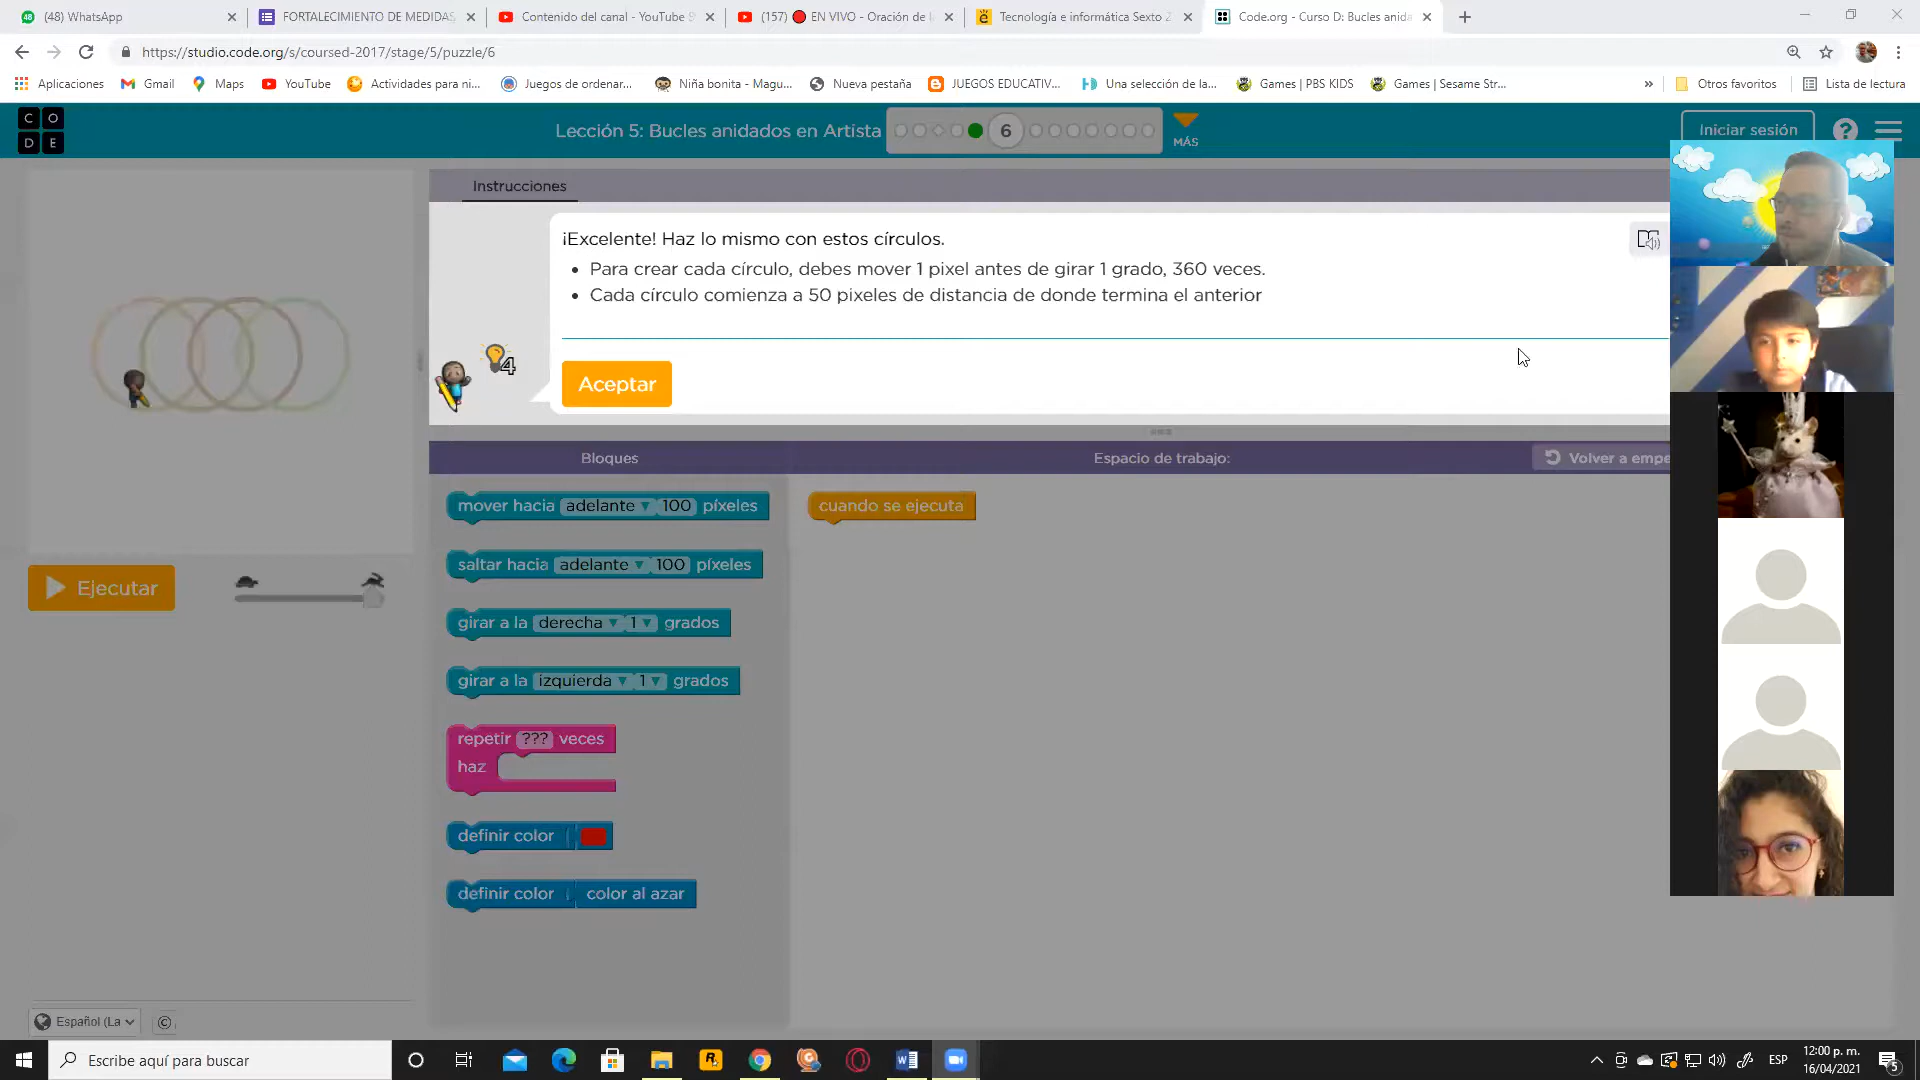 (48) WhatsApp
FORTALECIMIENTO DE MEDIDAS
Contenido del canal - YouTube S
(157) 🔴 EN VIVO - Oración de l
Tecnología e informática Sexto 2
Code.org - Curso D: Bucles anida
https://studio.code.org/s/coursed-2017/stage/5/puzzle/6
Aplicaciones
Gmail
Maps
YouTube
Actividades para ni...
Juegos de ordenar...
Niña bonita - Magu...
Nueva pestaña
JUEGOS EDUCATIV...
Una selección de la...
Games | PBS KIDS
Games | Sesame Str...
»
Otros favoritos
Lista de lectura
C O
D E
Lección 5: Bucles anidados en Artista
6
MÁS
Iniciar sesión
?
Instrucciones
¡Excelente! Haz lo mismo con estos círculos.
• Para crear cada círculo, debes mover 1 pixel antes de girar 1 grado, 360 veces.
• Cada círculo comienza a 50 pixeles de distancia de donde termina el anterior
4
Aceptar
Bloques
Espacio de trabajo:
Volver a empe
mover hacia adelante 100 píxeles
cuando se ejecuta
saltar hacia adelante 100 píxeles
Ejecutar
girar a la derecha 1 grados
girar a la izquierda 1 grados
repetir ??? veces
haz
definir color
definir color color al azar
Español (La
©
Escribe aquí para buscar
ESP
12:00 p. m.
16/04/2021
5